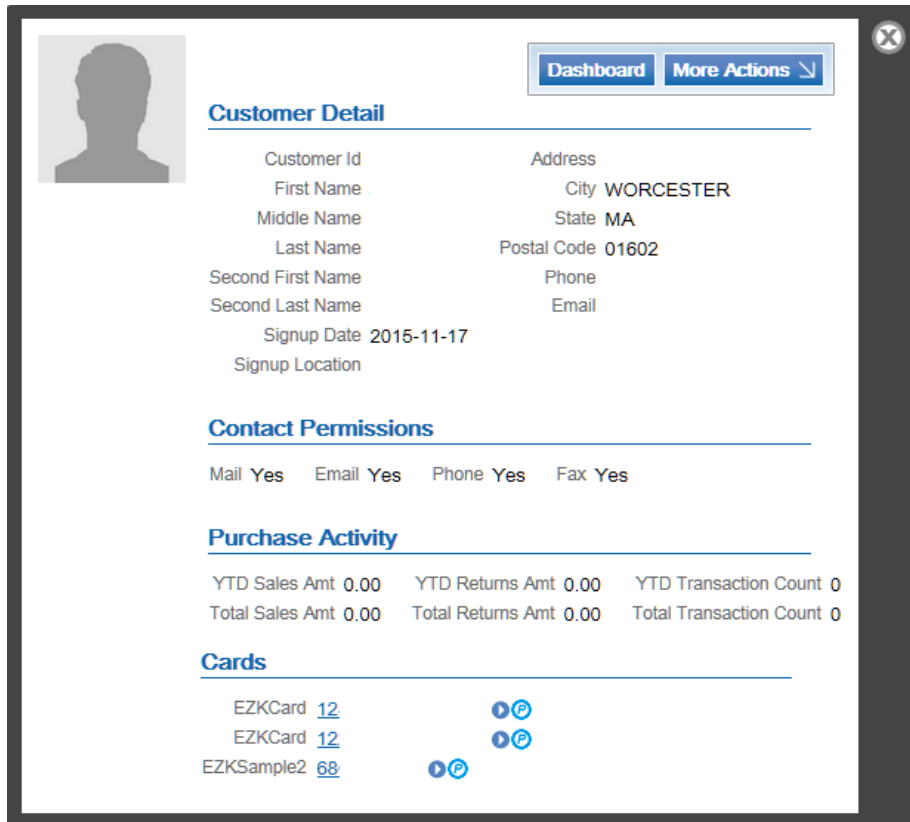 Dashboard More Actions
Customer Detail
Customer Id Address
First Name City WORCESTER
Middle Name State MA
Last Name Postal Code 01602
Second First Name Phone
Second Last Name Email
Signup Date 2015-11-17
Signup Location
Contact Permissions
Mail Yes Email Yes Phone Yes Fax Yes
Purchase Activity
YTD Sales Amt 0.00 YTD Returns Amt 0.00 YTD Transaction Count 0
Total Sales Amt 0.00 Total Returns Amt 0.00 Total Transaction Count 0
Cards
EZKCard 12 P
EZKCard 12 P
EZKSample2 68 P